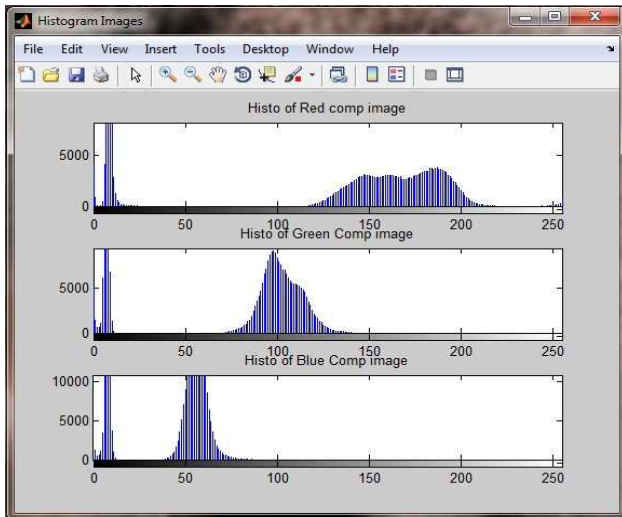 Histogram Images
File Edit View Insert Tools Desktop Window Help
Histo of Red comp image
5000
0
0 50 100 150 200 250
Histo of Green Comp image
5000
0
0 50 100 150 200 250
Histo of Blue Comp image
10000
5000
0
0 50 100 150 200 250